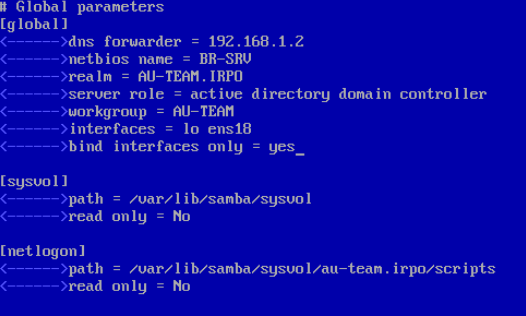 # Global parameters
[global]
<------>dns forwarder = 192.168.1.2
<------>netbios name = BR-SRV
<------>realm = AU-TEAM.IRPO
<------>server role = active directory domain controller
<------>workgroup = AU-TEAM
<------>interfaces = lo ens18
<------>bind interfaces only = yes_
[sysvol]
<------>path = /var/lib/samba/sysvol
<------>read only = No
[netlogon]
<------>path = /var/lib/samba/sysvol/au-team.irpo/scripts
<------>read only = No